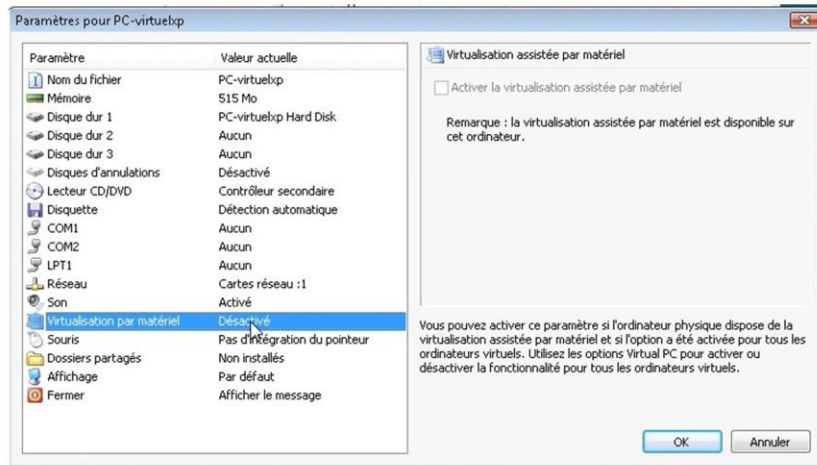 Paramètres pour PC-virtuelxp
Paramètre Valeur actuelle
Nom du fichier PC-virtuelxp
Mémoire 515 Mo
Disque dur 1 PC-virtuelxp Hard Disk
Disque dur 2 Aucun
Disque dur 3 Aucun
Disques d'annulations Désactivé
Lecteur CD/DVD Contrôleur secondaire
Disquette Détection automatique
COM1 Aucun
COM2 Aucun
LPT1 Aucun
Réseau Cartes réseau :1
Son Activé
Virtualisation par matériel Désactivé
Souris Pas d'intégration du pointeur
Dossiers partagés Non installés
Affichage Par défaut
Fermer Afficher le message
Virtualisation assistée par matériel
Activer la virtualisation assistée par matériel
Remarque : la virtualisation assistée par matériel est disponible sur
cet ordinateur.
Vous pouvez activer ce paramètre si l'ordinateur physique dispose de la
virtualisation assistée par matériel et si l'option a été activée pour tous les
ordinateurs virtuels. Utilisez les options Virtual PC pour activer ou
désactiver la fonctionnalité pour tous les ordinateurs virtuels.
OK Annuler